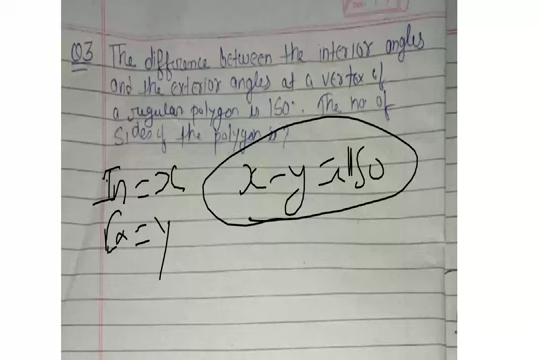 Q3 The difference between the interior angles
and the exterior angles at a vertex of
a regular polygon is 150°. The no of
sides of the polygon is?
In = x
x - y = 150
Ex = y